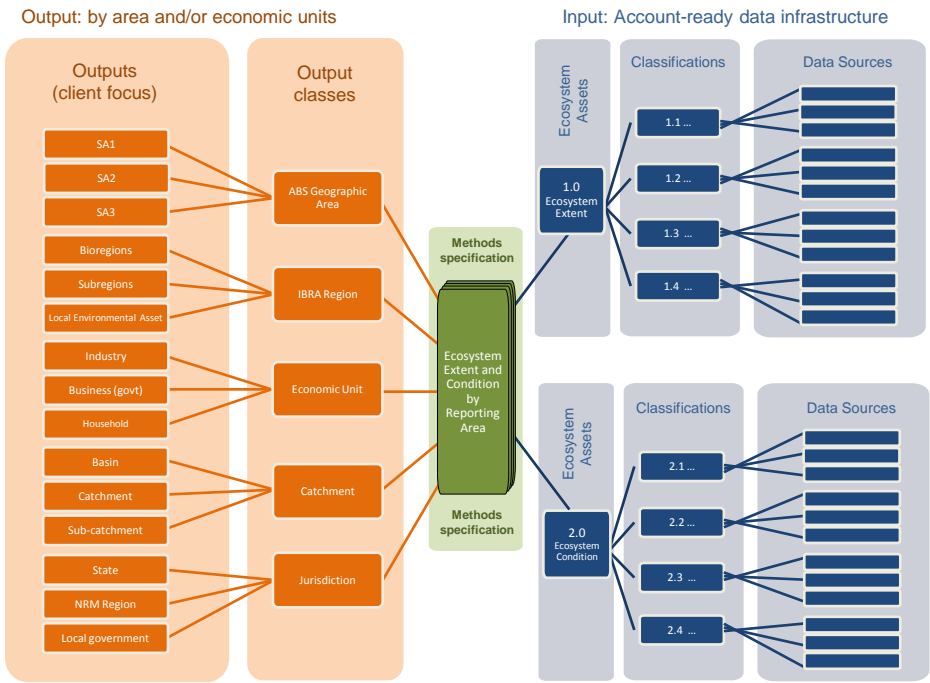 Output: by area and/or economic units
Input: Account-ready data infrastructure
Outputs
(client focus)
SA1
SA2
SA3
Bioregions
Subregions
Local Environmental Asset
Industry
Business (govt)
Household
Basin
Catchment
Sub-catchment
State
NRM Region
Local government
Output
classes
ABS Geographic
Area
IBRA Region
Economic Unit
Catchment
Jurisdiction
Methods
specification
Ecosystem
Extent and
Condition
by
Reporting
Area
Methods
specification
Ecosystem
Assets
1.0
Ecosystem
Extent
Classifications
1.1 ...
1.2 ...
1.3 ...
1.4 ...
Data Sources
Ecosystem
Assets
2.0
Ecosystem
Condition
Classifications
2.1 ...
2.2 ...
2.3 ...
2.4 ...
Data Sources